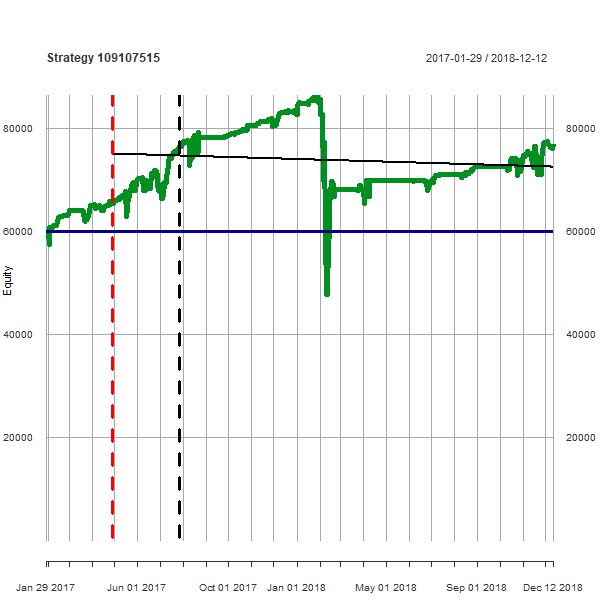 Strategy 109107515
2017-01-29 / 2018-12-12
80000
80000
60000
60000
Equity
40000
40000
20000
20000
Jan 29 2017
Jun 01 2017
Oct 01 2017
Jan 01 2018
May 01 2018
Sep 01 2018
Dec 12 2018